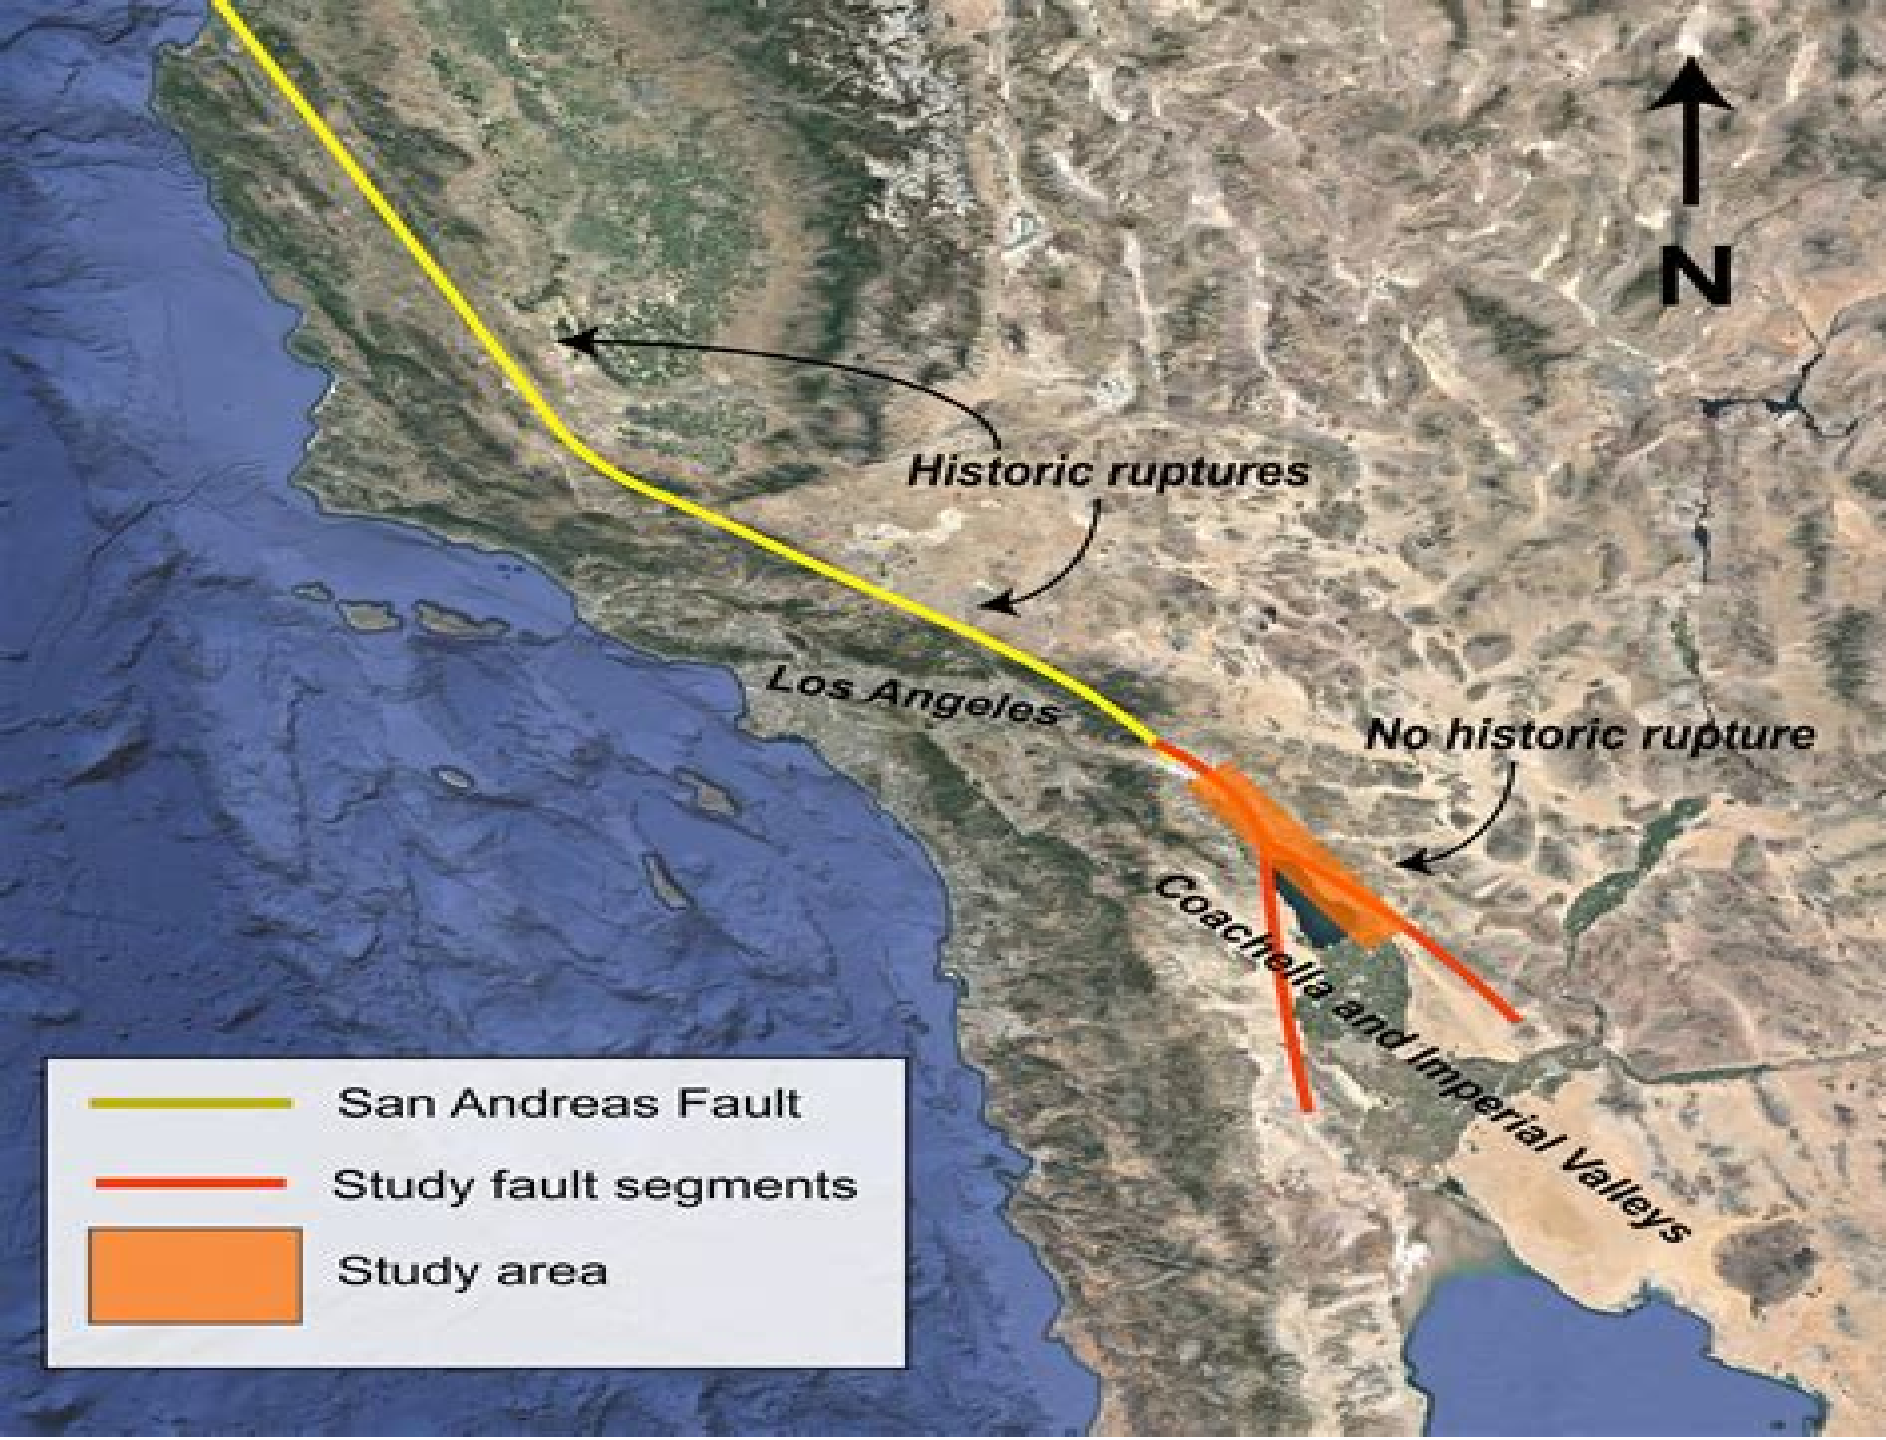 N
Historic ruptures
Los Angeles
No historic rupture
Coachella and Imperial Valleys
San Andreas Fault
Study fault segments
Study area